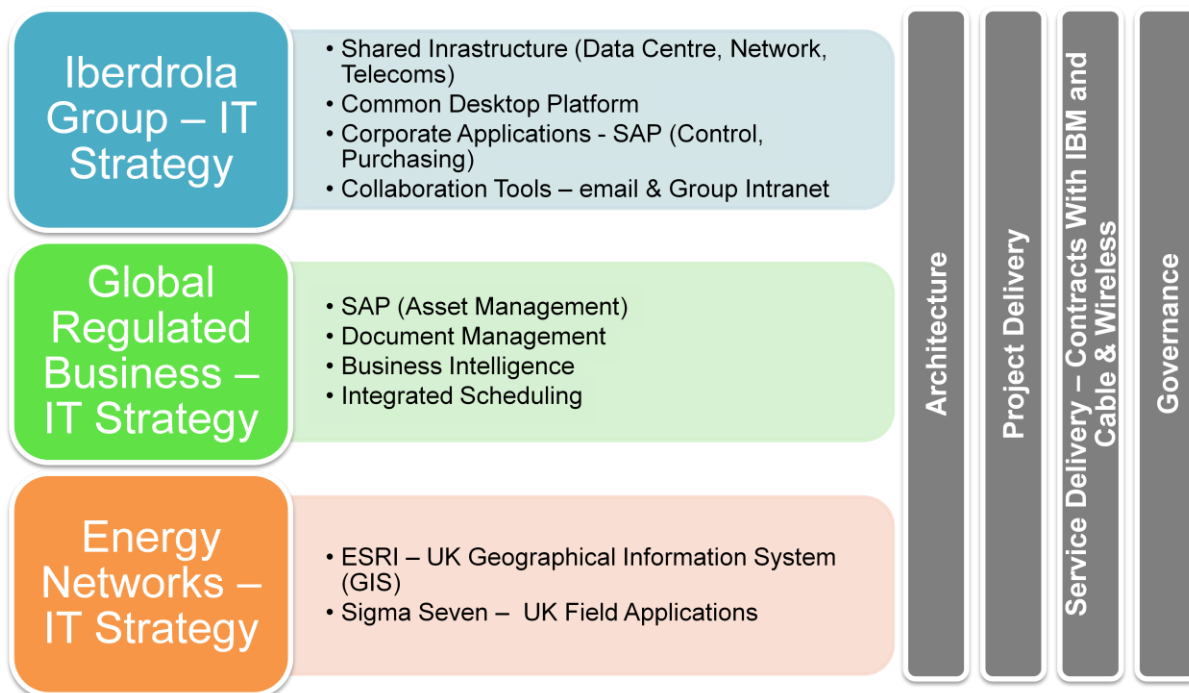 Iberdrola
Group – IT
Strategy
• Shared Inrastructure (Data Centre, Network,
Telecoms)
• Common Desktop Platform
• Corporate Applications - SAP (Control,
Purchasing)
• Collaboration Tools – email & Group Intranet
Global
Regulated
Business –
IT Strategy
• SAP (Asset Management)
• Document Management
• Business Intelligence
• Integrated Scheduling
Energy
Networks –
IT Strategy
• ESRI – UK Geographical Information System
(GIS)
• Sigma Seven – UK Field Applications
Architecture
Project Delivery
Service Delivery – Contracts With IBM and
Cable & Wireless
Governance